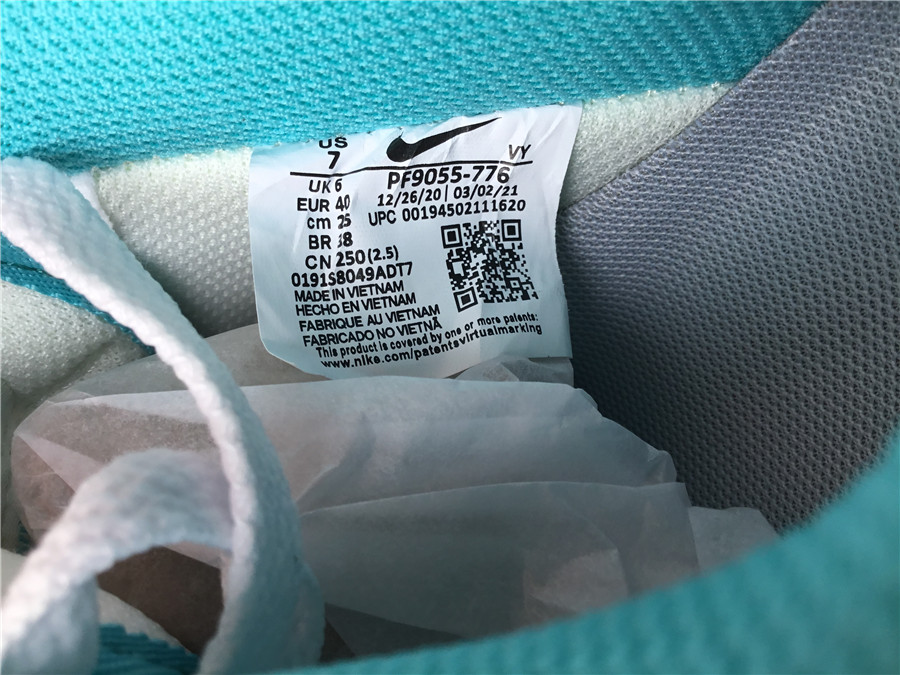 US
7
VY
UK 6
EUR 40
cm 25
BR 38
CN 250 (2.5)
PF9055-776
12/26/20 | 03/02/21
UPC 00194502111620
0191S8049ADT7
MADE IN VIETNAM
HECHO EN VIETNAM
FABRIQUE AU VIETNAM
FABRICADO NO VIETNÃ
This product is covered by one or more patents:
www.nike.com/patentsvirtualmarking